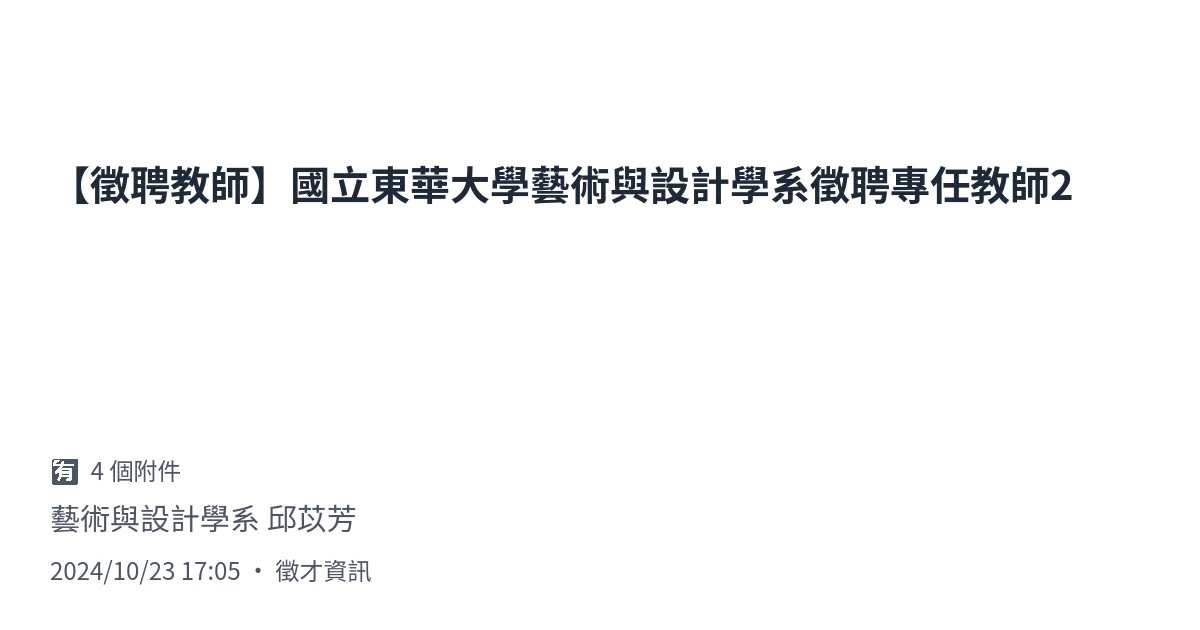 【徵聘教師】國立東華大學藝術與設計學系徵聘專任教師2
有 4 個附件
藝術與設計學系 邱苡芳
2024/10/23 17:05 ・ 徵才資訊